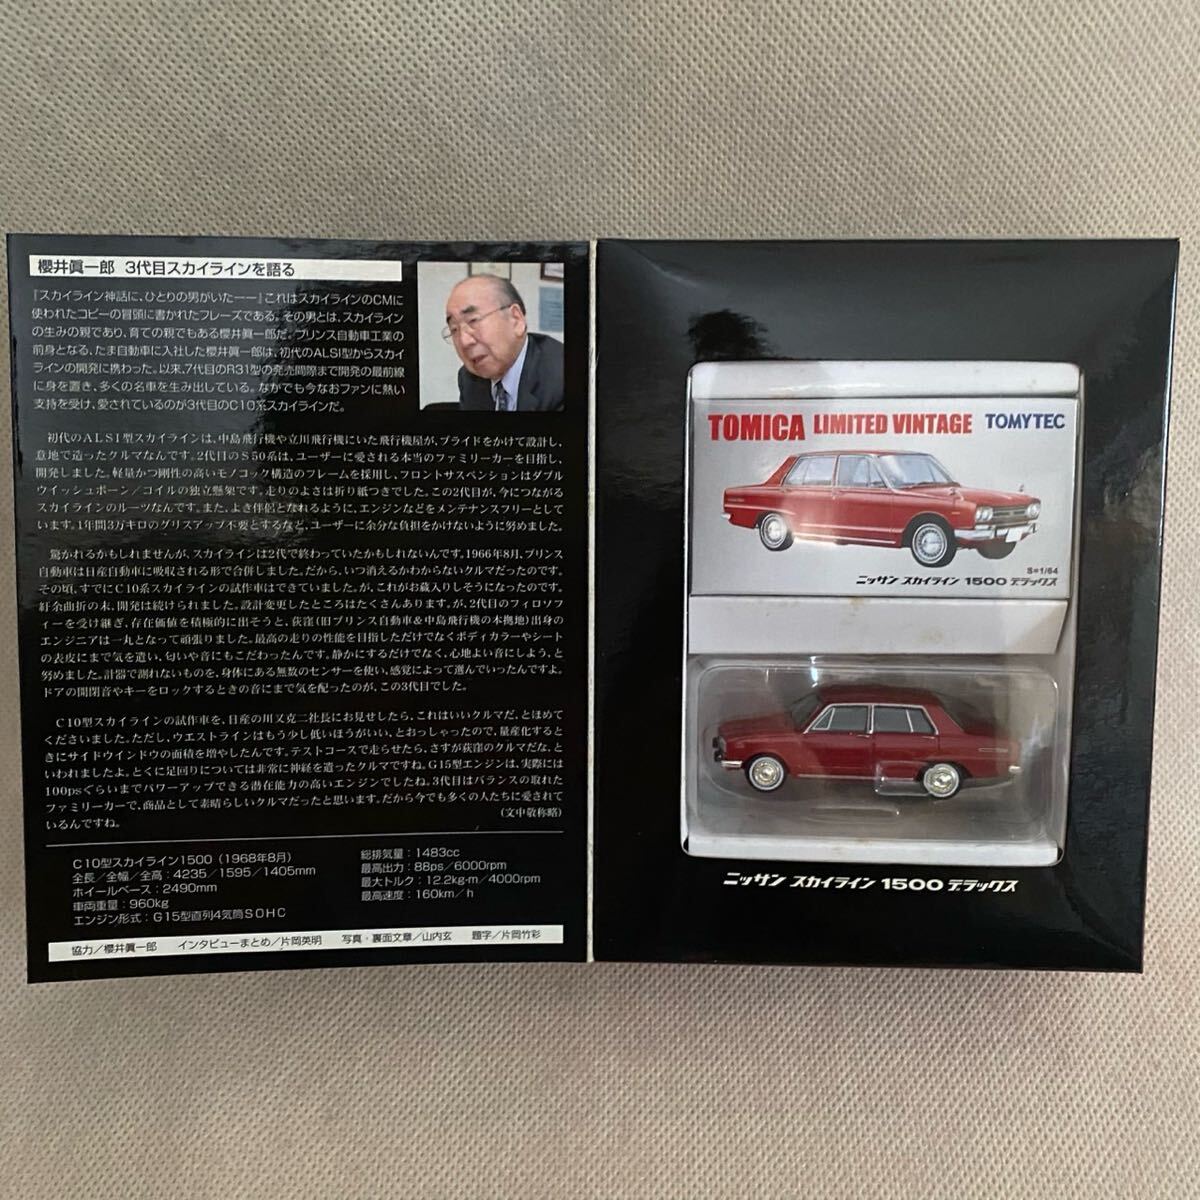 櫻井眞一郎 3代目スカイラインを語る
『スカイライン神話に、ひとりの男がいたーー』これはスカイラインのCMに
使われたコピーの冒頭に書かれたフレーズである。その男とは、スカイライン
の生みの親であり、育ての親でもある櫻井眞一郎だ。プリンス自動車工業の
前身となる、たま自動車に入社した櫻井眞一郎は、初代のALSI型からスカイ
ラインの開発に携わった。以来、7代目のR31型の発売間際まで開発の最前線
に身を置き、多くの名車を生み出している。なかでも今なおファンに熱い
支持を受け、愛されているのが3代目のC10系スカイラインだ。
初代のALSI型スカイラインは、中島飛行機や立川飛行機にいた飛行機屋が、プライドをかけて設計し、
意地で造ったクルマなんです。2代目のS50系は、ユーザーに愛される本当のファミリーカーを目指し、
開発しました。軽量かつ剛性の高いモノコック構造のフレームを採用し、フロントサスペンションはダブル
ウイッシュボーン／コイルの独立懸架です。走りのよさは折り紙つきでした。この2代目が、今につながる
スカイラインのルーツなんです。また、よき伴侶となれるように、エンジンなどをメンテナンスフリーとして
います。1年間3万キロのグリスアップ不要とするなど、ユーザーに余分な負担をかけないように努めました。
驚かれるかもしれませんが、スカイラインは2代で終わっていたかもしれないんです。1966年8月、プリンス
自動車は日産自動車に吸収される形で合併しました。だから、いつ消えるかわからないクルマだったのです。
その頃、すでにC10系スカイラインの試作車はできていました。が、これがお蔵入りしそうになったのです。
紆余曲折の末、開発は続けられました。設計変更したところはたくさんあります。が、2代目のフィロソフ
ィーを受け継ぎ、存在価値を積極的に出そうと、荻窪(旧プリンス自動車&中島飛行機の本拠地)出身の
エンジニアは一丸となって頑張りました。最高の走りの性能を目指しただけでなくボディカラーやシート
の表皮にまで気を遣い、匂いや音にもこだわったんです。静かにするだけでなく、心地よい音にしよう、と
努めました。計器で測れないものを、身体にある無数のセンサーを使い、感覚によって選んでいったんですよ。
ドアの開閉音やキーをロックするときの音にまで気を配ったのが、この3代目でした。
C10型スカイラインの試作車を、日産の川又克二社長にお見せしたら、これはいいクルマだ、とほめて
くださいました。ただし、ウエストラインはもう少し低いほうがいい、とおっしゃったので、量産化すると
きにサイドウインドウの面積を増やしたんです。テストコースで走らせたら、さすが荻窪のクルマだな、と
いわれましたよ。とくに足回りについては非常に神経を遣ったクルマですね。G15型エンジンは、実際には
100psぐらいまでパワーアップできる潜在能力の高いエンジンでしたね。3代目はバランスの取れた
ファミリーカーで、商品として素晴らしいクルマだったと思います。だから今でも多くの人たちに愛されて
いるんですね。
(文中敬称略)
C10型スカイライン1500（1968年8月）
全長／全幅／全高：4235／1595／1405mm
ホイールベース：2490mm
車両重量：960kg
エンジン形式：G15型直列4気筒SOHC
総排気量：1483cc
最高出力：88ps／6000rpm
最大トルク：12.2kg-m／4000rpm
最高速度：160km／h
協力／櫻井眞一郎 インタビューまとめ／片岡英明 写真・裏面文章／山内玄 題字／片岡竹彩
TOMICA LIMITED VINTAGE TOMYTEC
S=1/64
ニッサン スカイライン 1500 デラックス
ニッサン スカイライン 1500 デラックス